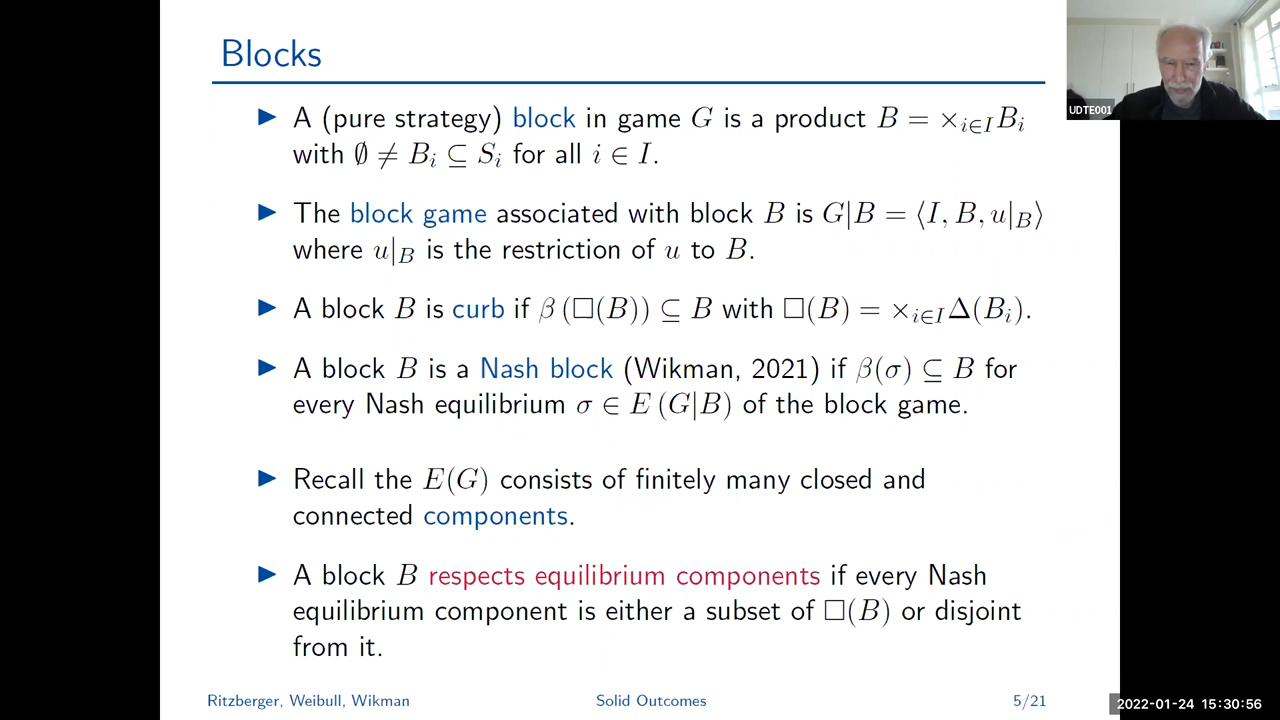 Blocks
UDTE001
▶ A (pure strategy) block in game G is a product B = ×_{i∈I} B_i
with ∅ ≠ B_i ⊆ S_i for all i ∈ I.
▶ The block game associated with block B is G|B = ⟨I, B, u|_B⟩
where u|_B is the restriction of u to B.
▶ A block B is curb if β (□(B)) ⊆ B with □(B) = ×_{i∈I} Δ(B_i).
▶ A block B is a Nash block (Wikman, 2021) if β(σ) ⊆ B for
every Nash equilibrium σ ∈ E (G|B) of the block game.
▶ Recall the E(G) consists of finitely many closed and
connected components.
▶ A block B respects equilibrium components if every Nash
equilibrium component is either a subset of □(B) or disjoint
from it.
Ritzberger, Weibull, Wikman
Solid Outcomes
5/21
2022-01-24 15:30:56